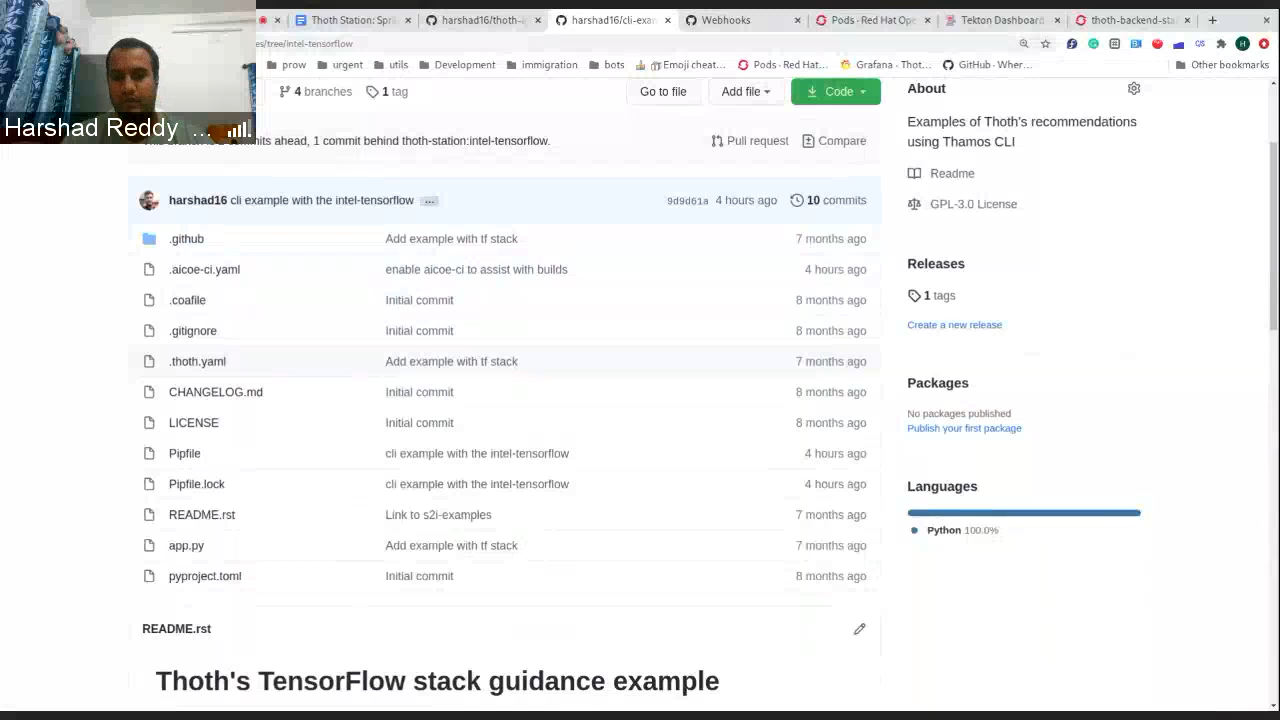 Thoth Station: Spri
harshad16/thoth-
harshad16/cli-exa
Webhooks
Pods · Red Hat Ope
Tekton Dashboard
thoth-backend-sta
es/tree/intel-tensorflow
prow
urgent
utils
Development
immigration
bots
Emoji cheat...
Pods · Red Hat...
Grafana - Thot...
GitHub · Wher...
Other bookmarks
Harshad Reddy ...
4 branches
1 tag
Go to file
Add file
Code
commits ahead, 1 commit behind thoth-station:intel-tensorflow.
Pull request
Compare
harshad16 cli example with the intel-tensorflow ...
9d9d61a 4 hours ago
10 commits
.github Add example with tf stack 7 months ago
.aicoe-ci.yaml enable aicoe-ci to assist with builds 4 hours ago
.coafile Initial commit 8 months ago
.gitignore Initial commit 8 months ago
.thoth.yaml Add example with tf stack 7 months ago
CHANGELOG.md Initial commit 8 months ago
LICENSE Initial commit 8 months ago
Pipfile cli example with the intel-tensorflow 4 hours ago
Pipfile.lock cli example with the intel-tensorflow 4 hours ago
README.rst Link to s2i-examples 7 months ago
app.py Add example with tf stack 7 months ago
pyproject.toml Initial commit 8 months ago
README.rst
Thoth's TensorFlow stack guidance example
About
Examples of Thoth's recommendations
using Thamos CLI
Readme
GPL-3.0 License
Releases
1 tags
Create a new release
Packages
No packages published
Publish your first package
Languages
Python 100.0%